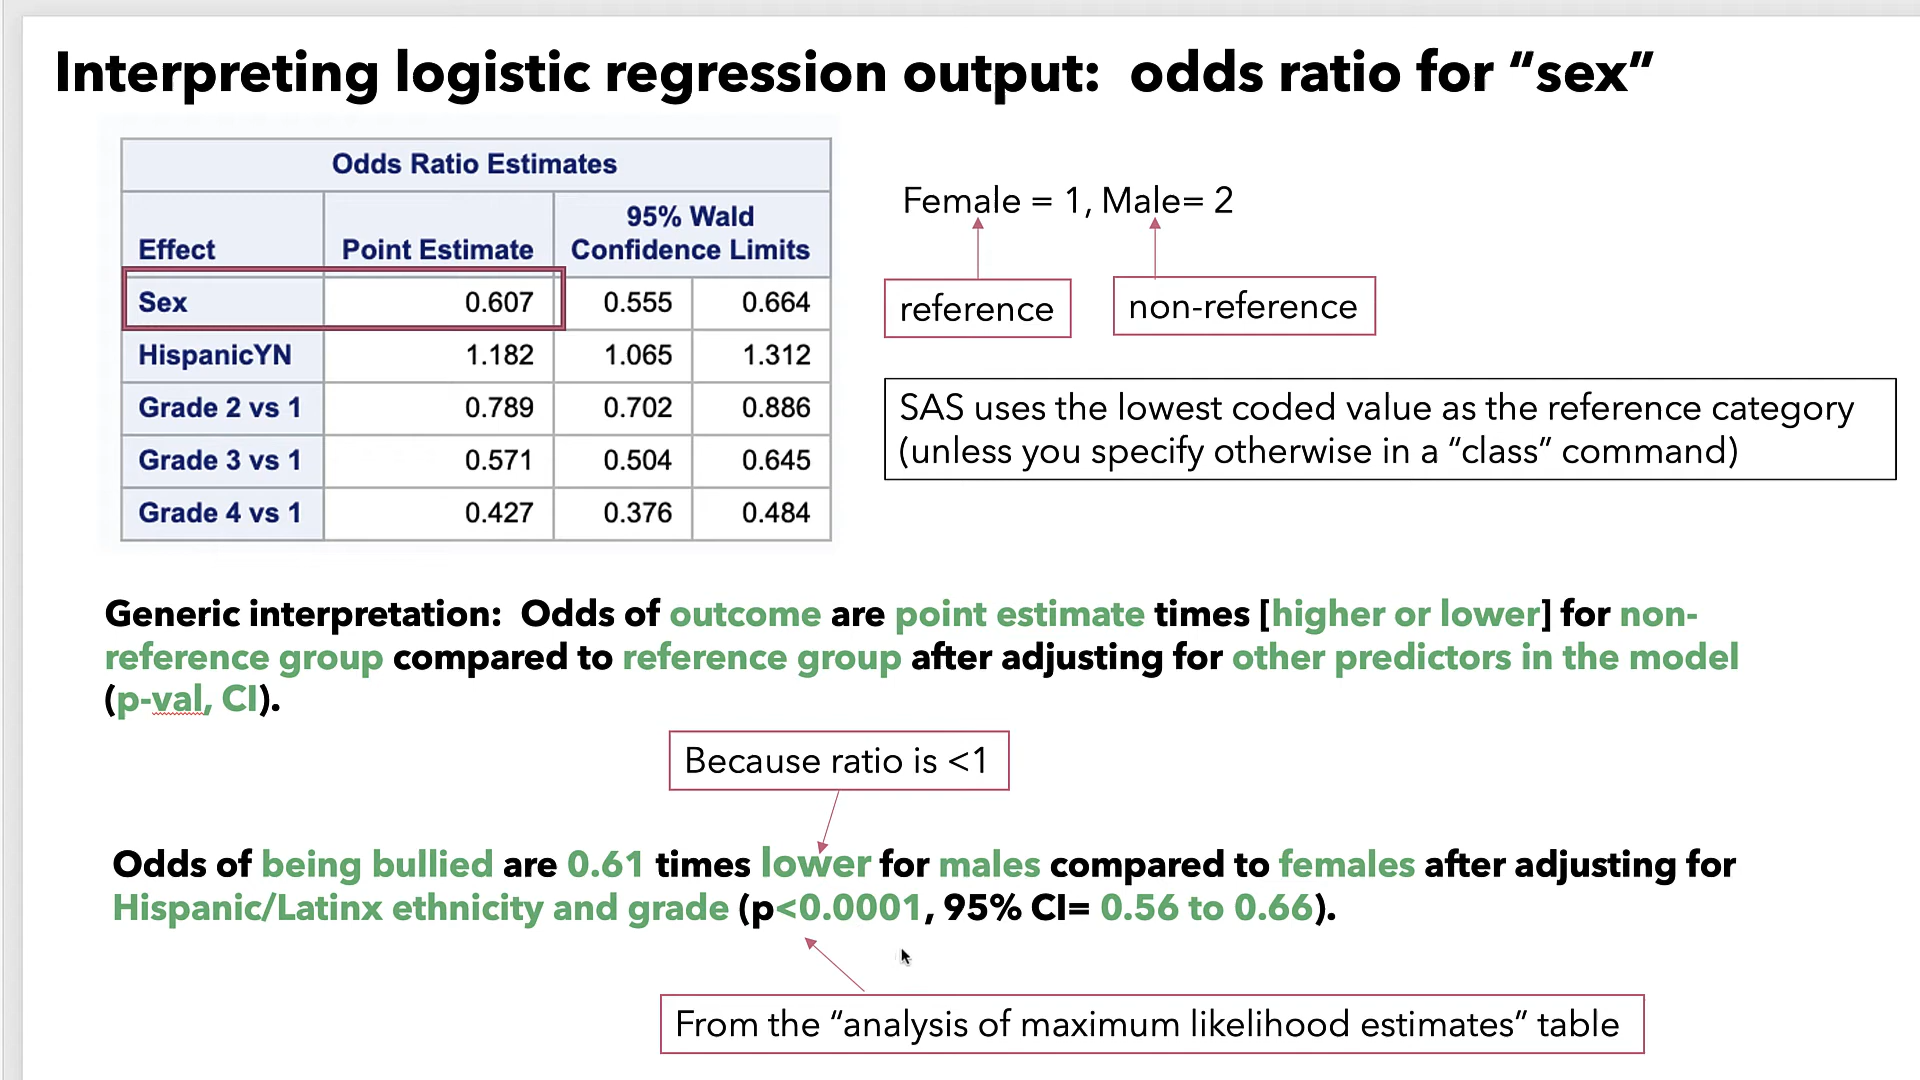 Interpreting logistic regression output: odds ratio for “sex”
Odds Ratio Estimates
95% Wald
Effect Point Estimate Confidence Limits
Sex 0.607 0.555 0.664
HispanicYN 1.182 1.065 1.312
Grade 2 vs 1 0.789 0.702 0.886
Grade 3 vs 1 0.571 0.504 0.645
Grade 4 vs 1 0.427 0.376 0.484
Female = 1, Male= 2
reference
non-reference
SAS uses the lowest coded value as the reference category
(unless you specify otherwise in a “class” command)
Generic interpretation: Odds of outcome are point estimate times [higher or lower] for non-
reference group compared to reference group after adjusting for other predictors in the model
(p-val, CI).
Because ratio is <1
Odds of being bullied are 0.61 times lower for males compared to females after adjusting for
Hispanic/Latinx ethnicity and grade (p<0.0001, 95% CI= 0.56 to 0.66).
From the “analysis of maximum likelihood estimates” table